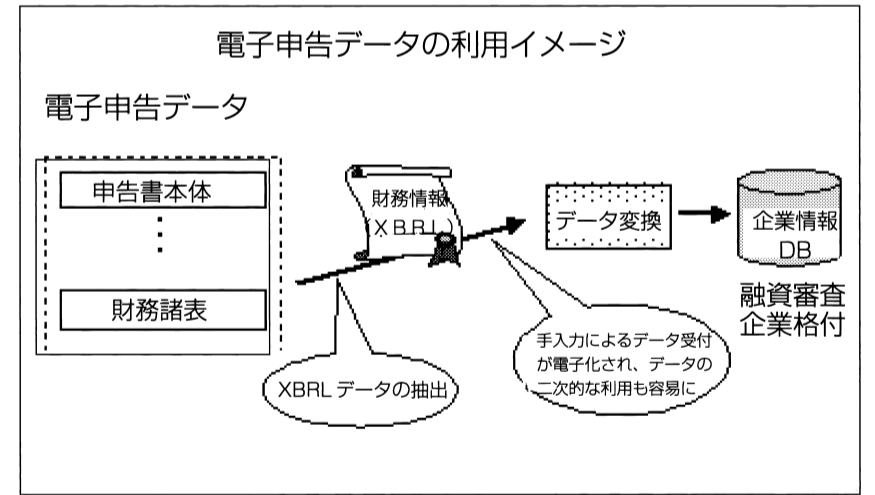 電子申告データの利用イメージ
電子申告データ
申告書本体
財務諸表
財務情報
(XBRL)
XBRLデータの抽出
データ変換
手入力によるデータ受付
が電子化され、データの
二次的な利用も容易に
企業情報
DB
融資審査
企業格付